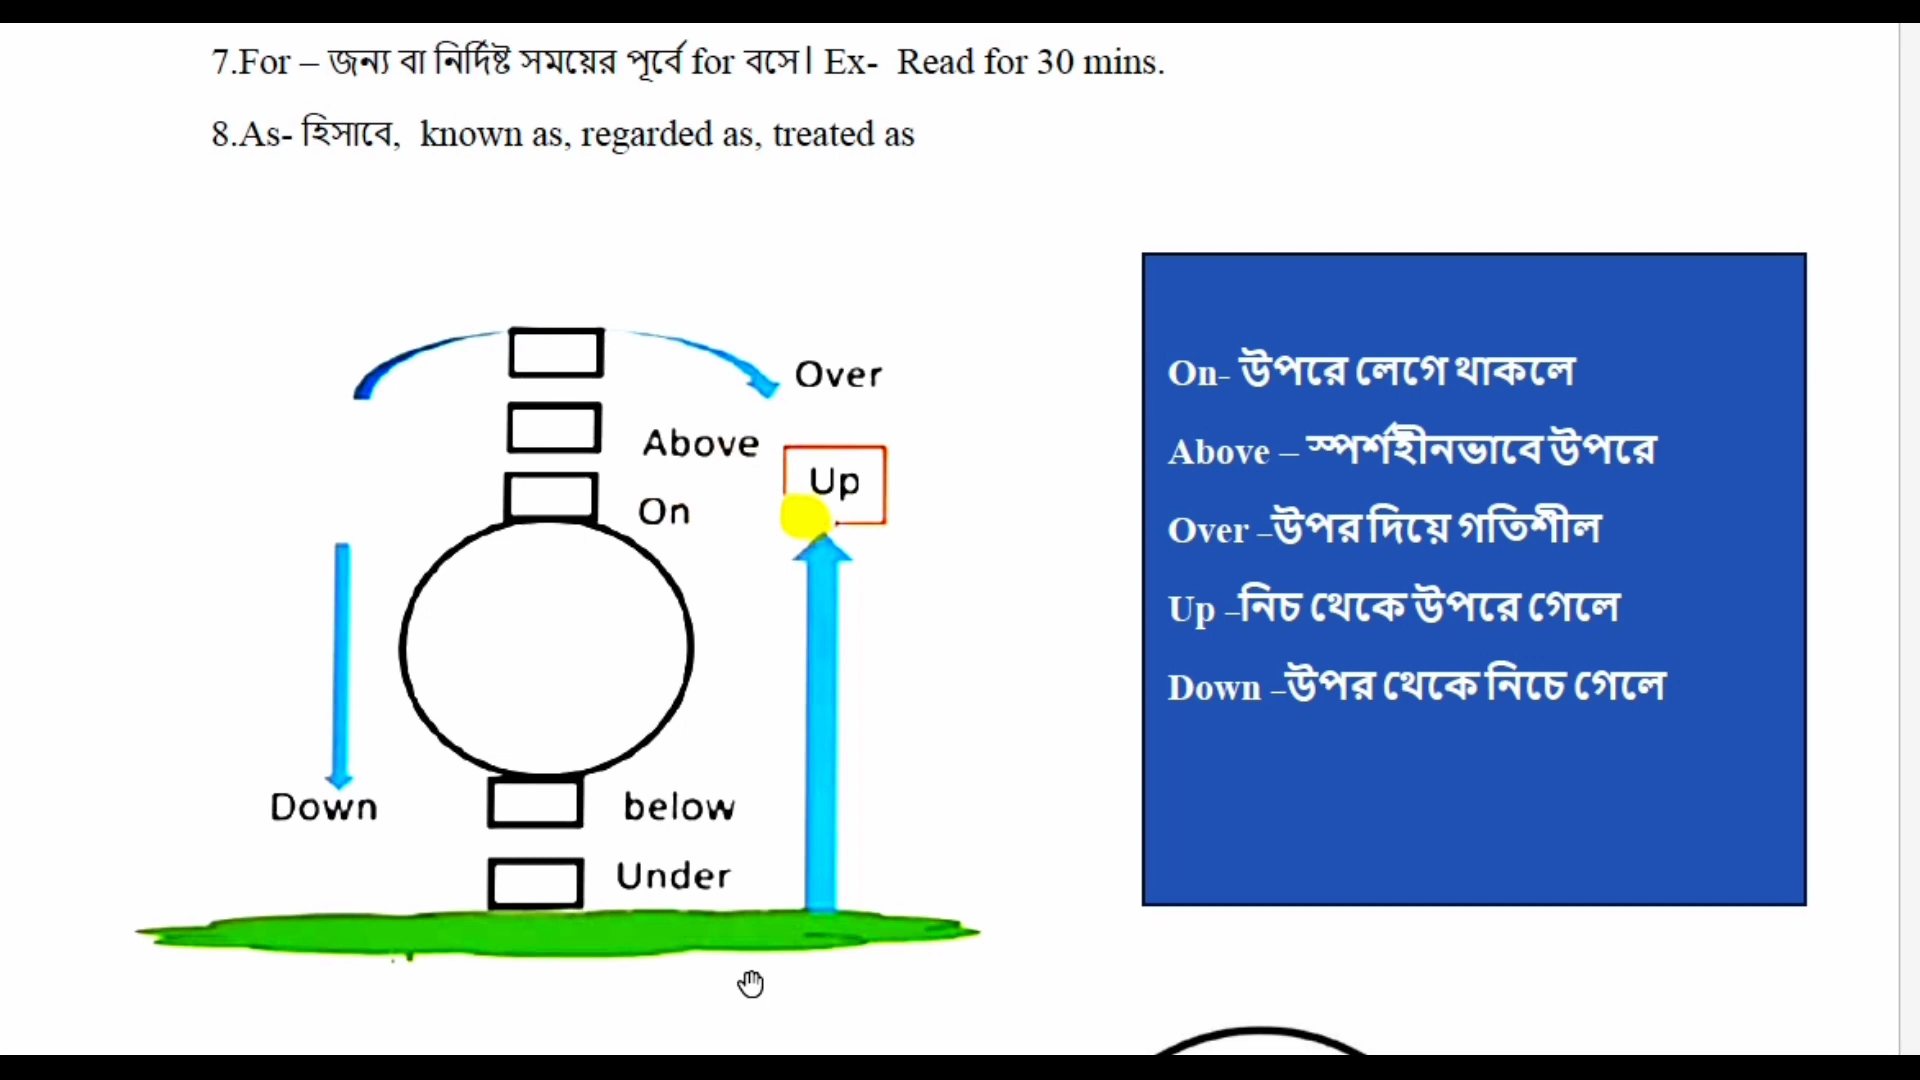 7.For – জন্য বা নির্দিষ্ট সময়ের পূর্বে for বসে। Ex- Read for 30 mins.
8.As- হিসাবে, known as, regarded as, treated as
Over
Above
Up
On
Down
below
Under
On- উপরে লেগে থাকলে
Above – স্পর্শহীনভাবে উপরে
Over –উপর দিয়ে গতিশীল
Up –নিচ থেকে উপরে গেলে
Down –উপর থেকে নিচে গেলে